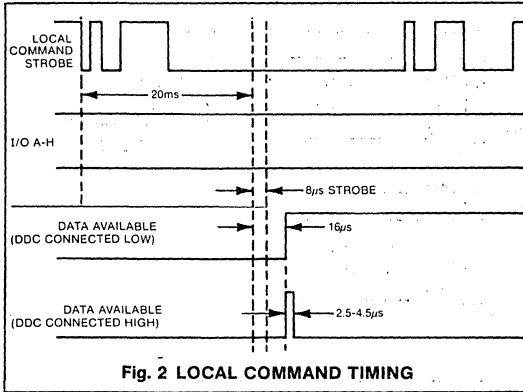 LOCAL
COMMAND
STROBE
20ms
I/O A-H
8µs STROBE
DATA AVAILABLE
(DDC CONNECTED LOW)
16µs
DATA AVAILABLE
(DDC CONNECTED HIGH)
2.5-4.5µs
Fig. 2 LOCAL COMMAND TIMING